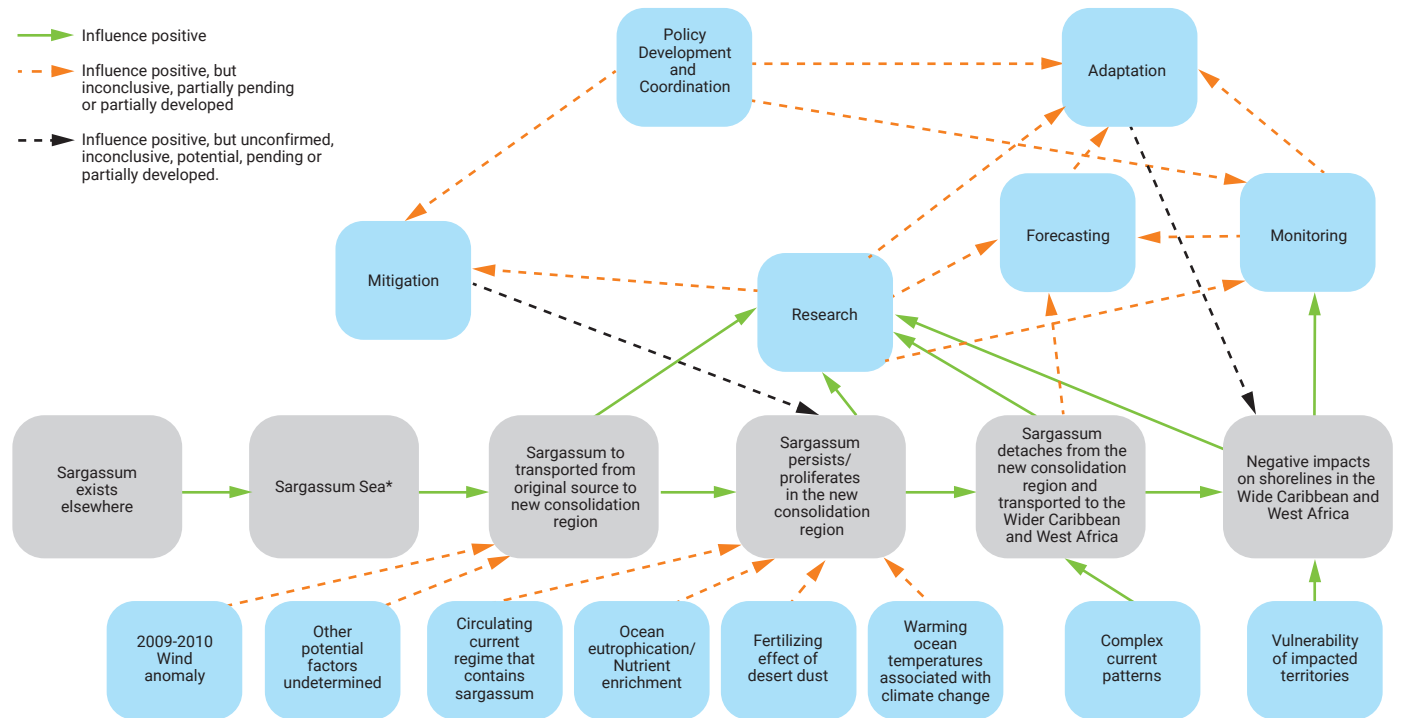 Influence positive
Influence positive, but
inconclusive, partially pending
or partially developed
Influence positive, but unconfirmed,
inconclusive, potential, pending or
partially developed.
Policy
Development
and
Coordination
Adaptation
Mitigation
Research
Forecasting
Monitoring
Sargassum
exists
elsewhere
Sargassum Sea*
Sargassum to
transported from
original source to
new consolidation
region
Sargassum
persists/
proliferates
in the new
consolidation
region
Sargassum
detaches from the
new consolidation
region and
transported to the
Wider Caribbean
and West Africa
Negative impacts
on shorelines in the
Wide Caribbean and
West Africa
2009-2010
Wind
anomaly
Other
potential
factors
undetermined
Circulating
current
regime that
contains
sargassum
Ocean
eutrophication/
Nutrient
enrichment
Fertilizing
effect of
desert dust
Warming
ocean
temperatures
associated with
climate change
Complex
current
patterns
Vulnerability
of impacted
territories